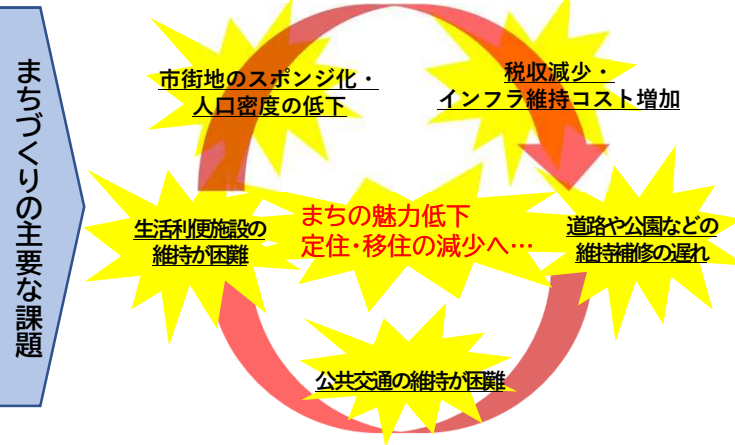 まちづくりの主要な課題
市街地のスポンジ化・
人口密度の低下
税収減少・
インフラ維持コスト増加
生活利便施設の
維持が困難
まちの魅力低下
定住・移住の減少へ…
道路や公園などの
維持補修の遅れ
公共交通の維持が困難